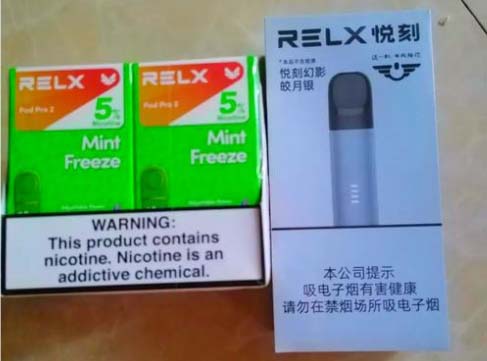 RELX
Pod Pro 2
5%
Nicotine
Mint
Freeze
RELX
Pod Pro 2
5%
Nicotine
Mint
Freeze
WARNING:
This product contains
nicotine. Nicotine is an
addictive chemical.
RELX 悦刻
悦刻幻影
皎月银
本公司提示
吸电子烟有害健康
请勿在禁烟场所吸电子烟